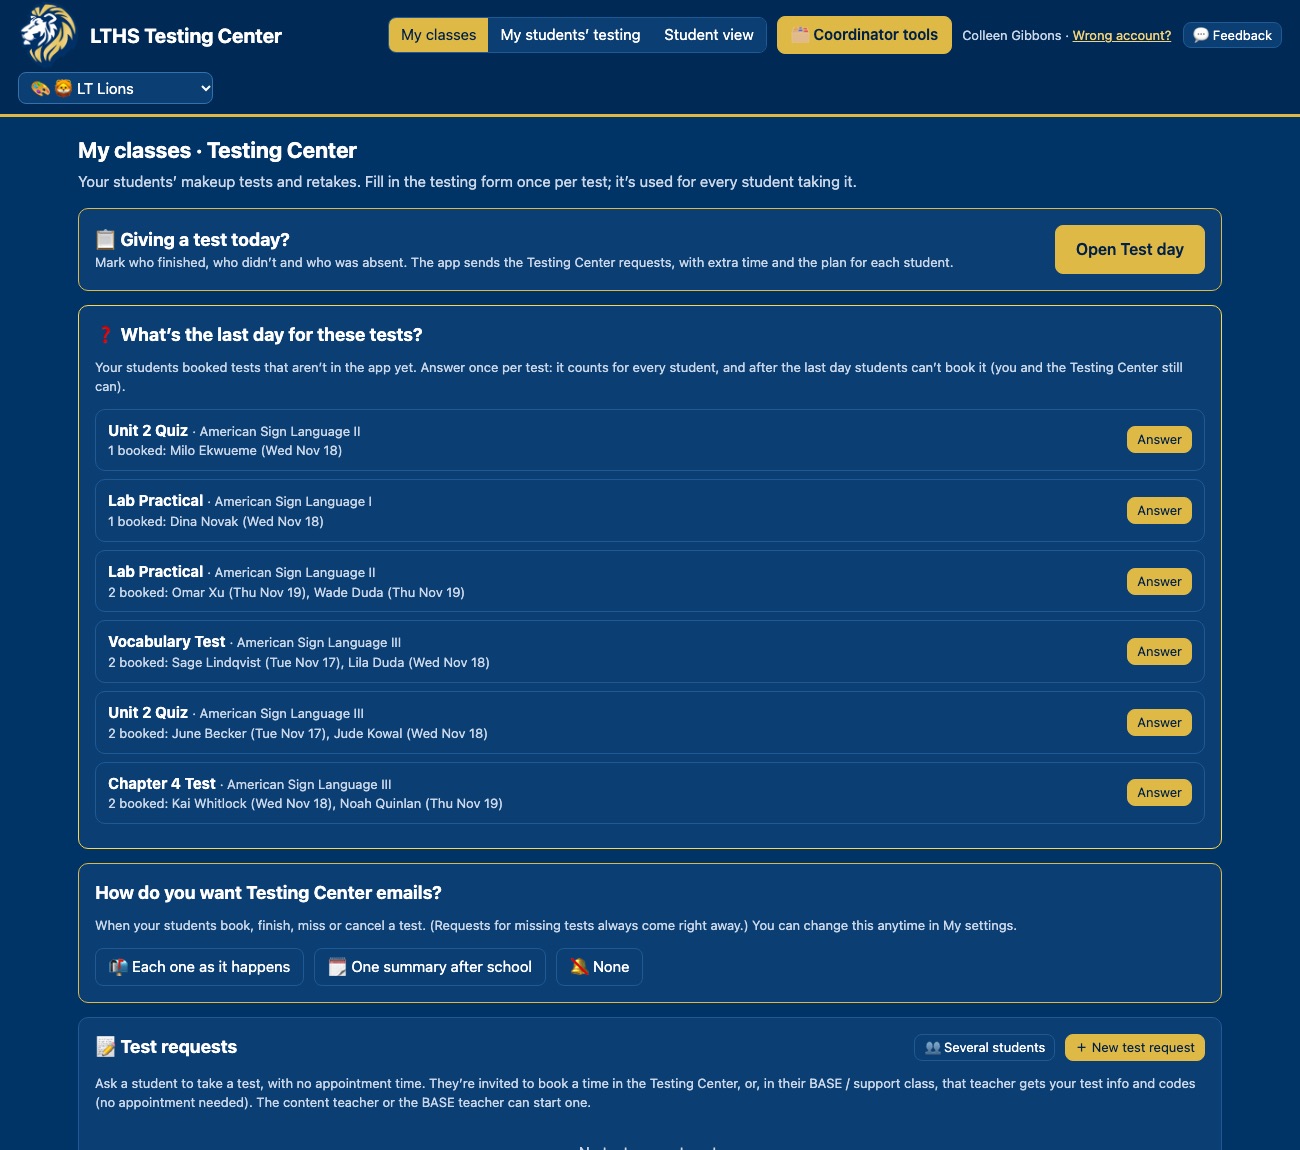 LTHS Testing Center
My classes
My students’ testing
Student view
Coordinator tools
Colleen Gibbons · Wrong account?
Feedback
LT Lions
My classes · Testing Center
Your students’ makeup tests and retakes. Fill in the testing form once per test; it’s used for every student taking it.
Giving a test today?
Mark who finished, who didn’t and who was absent. The app sends the Testing Center requests, with extra time and the plan for each student.
Open Test day
What’s the last day for these tests?
Your students booked tests that aren’t in the app yet. Answer once per test: it counts for every student, and after the last day students can’t book it (you and the Testing Center still
can).
Unit 2 Quiz · American Sign Language II
1 booked: Milo Ekwueme (Wed Nov 18)
Answer
Lab Practical · American Sign Language I
1 booked: Dina Novak (Wed Nov 18)
Answer
Lab Practical · American Sign Language II
2 booked: Omar Xu (Thu Nov 19), Wade Duda (Thu Nov 19)
Answer
Vocabulary Test · American Sign Language III
2 booked: Sage Lindqvist (Tue Nov 17), Lila Duda (Wed Nov 18)
Answer
Unit 2 Quiz · American Sign Language III
2 booked: June Becker (Tue Nov 17), Jude Kowal (Wed Nov 18)
Answer
Chapter 4 Test · American Sign Language III
2 booked: Kai Whitlock (Wed Nov 18), Noah Quinlan (Thu Nov 19)
Answer
How do you want Testing Center emails?
When your students book, finish, miss or cancel a test. (Requests for missing tests always come right away.) You can change this anytime in My settings.
Each one as it happens
One summary after school
None
Test requests
Several students
+ New test request
Ask a student to take a test, with no appointment time. They’re invited to book a time in the Testing Center, or, in their BASE / support class, that teacher gets your test info and codes
(no appointment needed). The content teacher or the BASE teacher can start one.